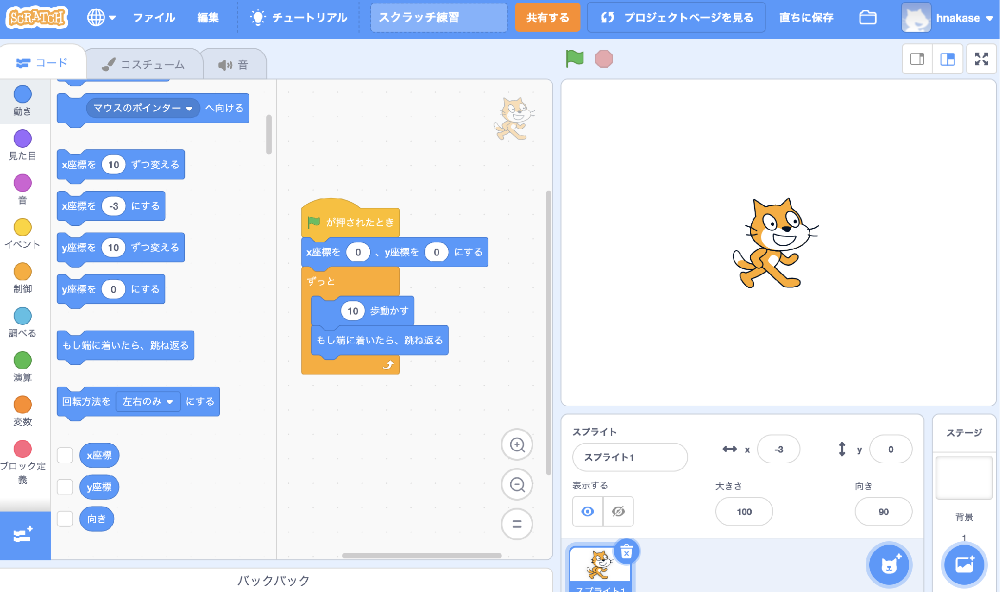 SCRATCH ファイル 編集 チュートリアル スクラッチ練習 共有する プロジェクトページを見る 直ちに保存 hnakase
コード コスチューム 音
動き
見た目
音
イベント
制御
調べる
演算
変数
ブロック定
義
マウスのポインター へ向ける
x座標を 10 ずつ変える
x座標を -3 にする
y座標を 10 ずつ変える
y座標を 0 にする
もし端に着いたら、跳ね返る
回転方法を 左右のみ にする
x座標
y座標
向き
が押されたとき
x座標を 0 、y座標を 0 にする
ずっと
10 歩動かす
もし端に着いたら、跳ね返る
スプライト
スプライト1 x -3 y 0
表示する 大きさ 向き
100 90
スプライト1
ステージ
背景
1
バックパック